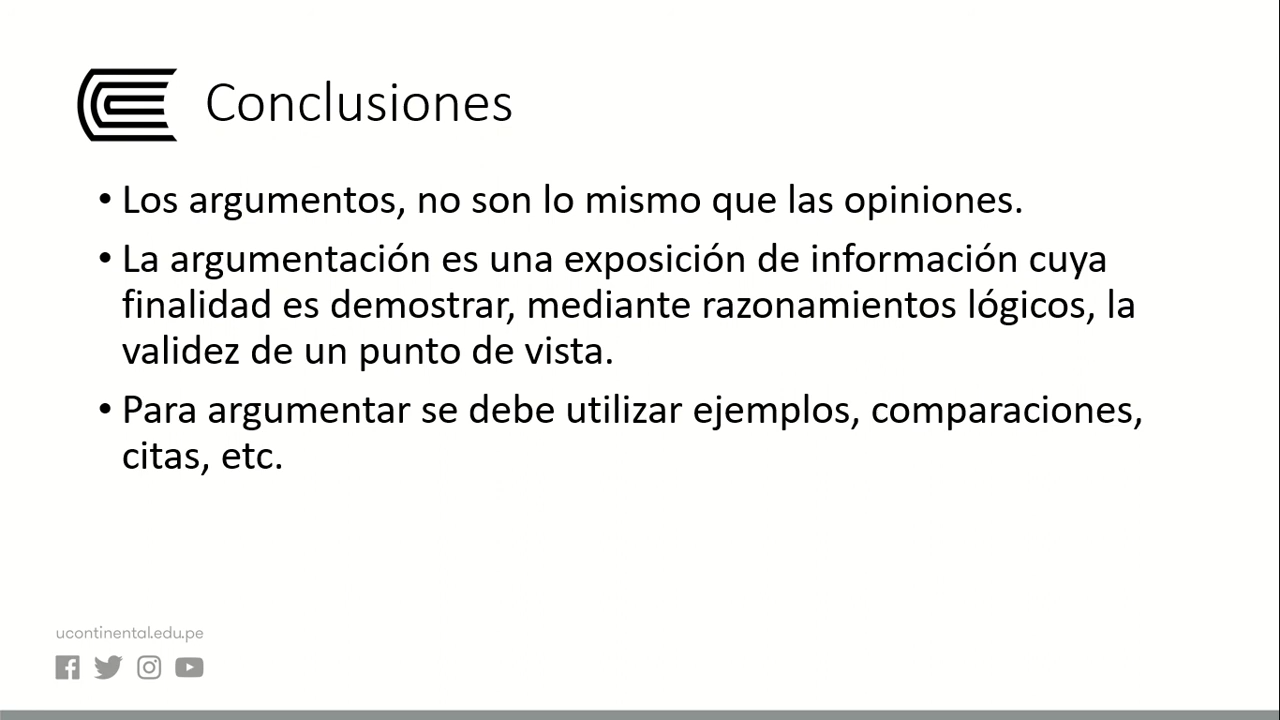 Conclusiones
• Los argumentos, no son lo mismo que las opiniones.
• La argumentación es una exposición de información cuya
finalidad es demostrar, mediante razonamientos lógicos, la
validez de un punto de vista.
• Para argumentar se debe utilizar ejemplos, comparaciones,
citas, etc.
ucontinental.edu.pe